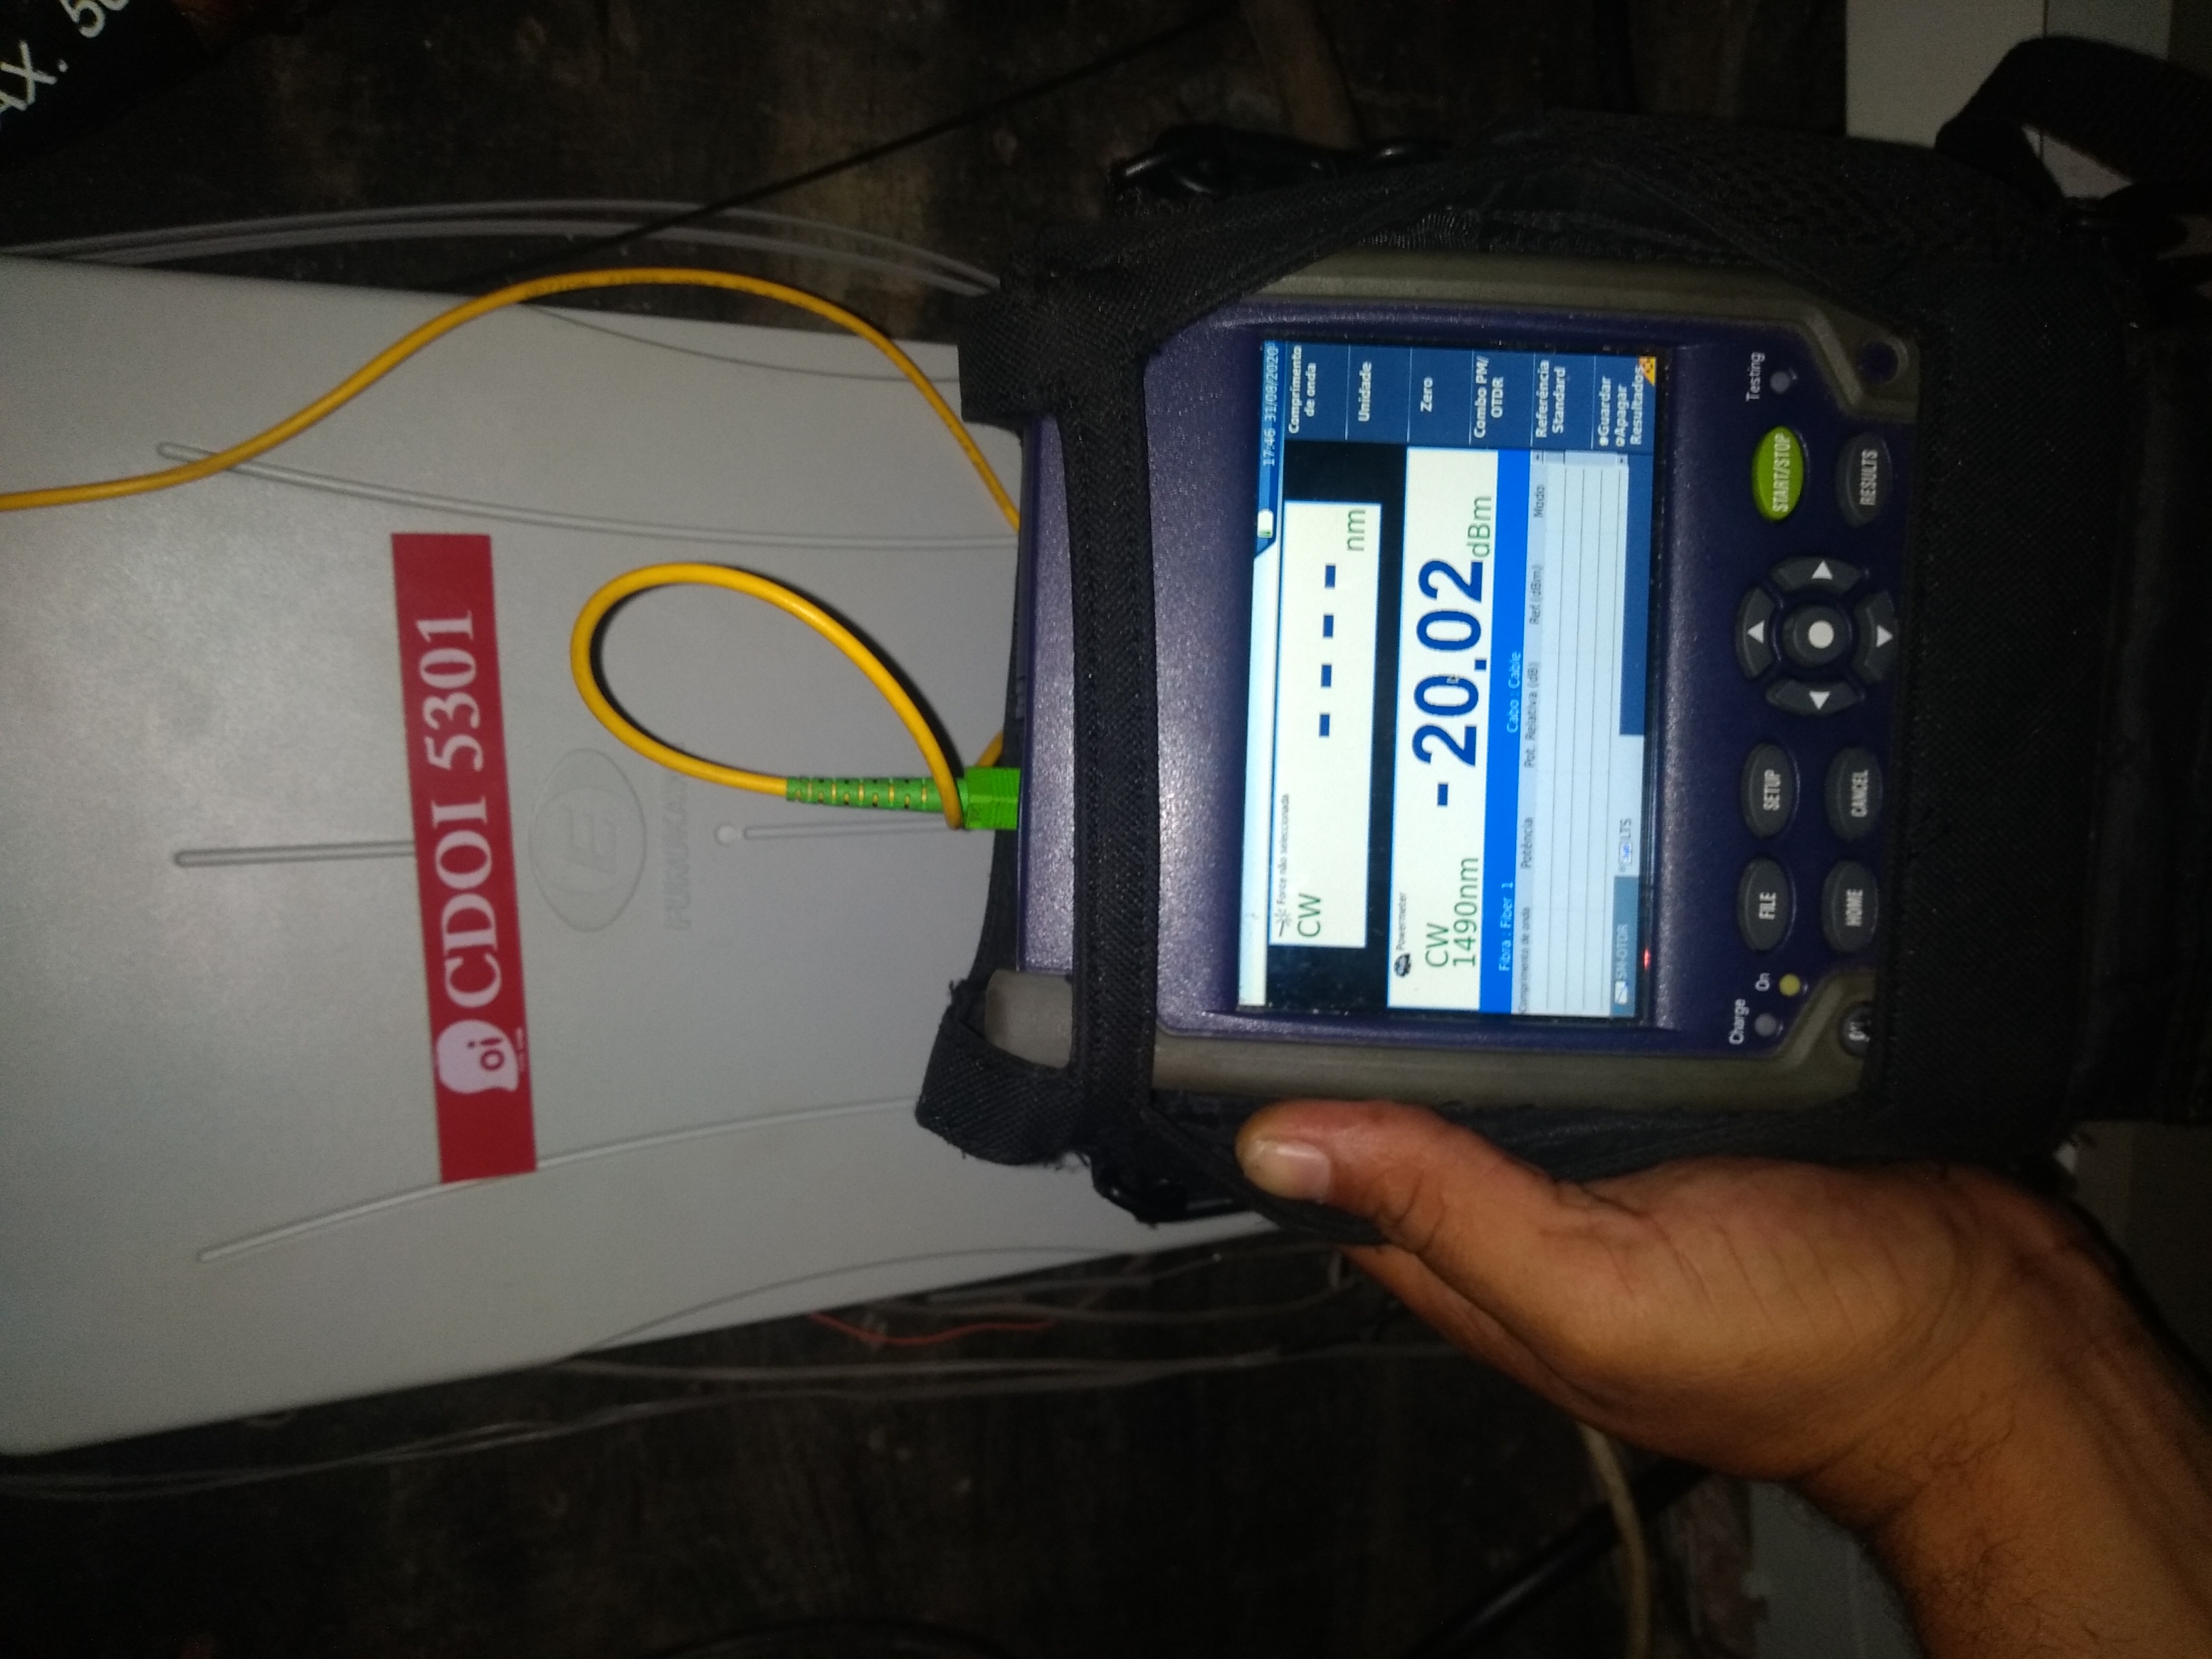 oi CDOI 5301
FURUKAWA
17:46 31/08/2020
Fonte não seleccionada
CW
- - - -
nm
Powermeter
CW
1490nm
-20.02 dBm
Fibra : Fiber 1 Cabo : Cable
Comprimento de onda Potência Pot. Relativa (dB) Ref.(dBm) Modo
SM-OTDR LTS
Comprimento
de onda
Unidade
Zero
Combo PM/
OTDR
Referência
Standard
Guardar
Apagar
Resultados
Charge
On
FILE SETUP START/STOP Testing
HOME CANCEL RESULTS